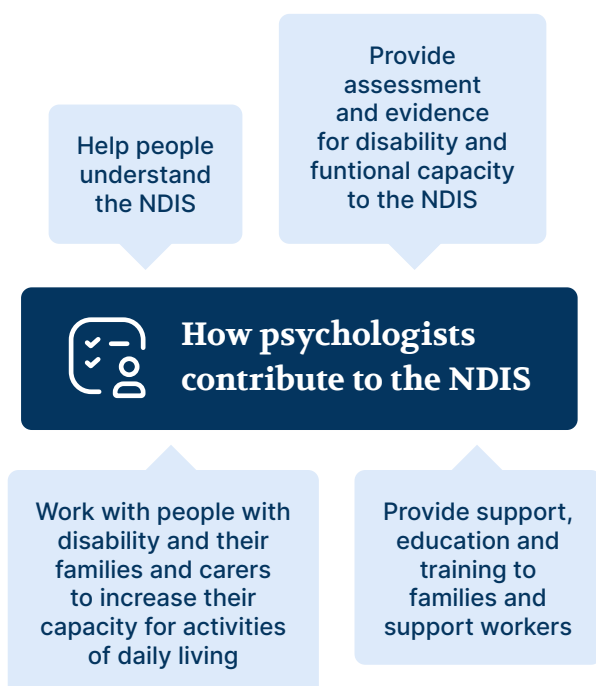 Help people
understand
the NDIS
Provide
assessment
and evidence
for disability and
funtional capacity
to the NDIS
How psychologists
contribute to the NDIS
Work with people with
disability and their
families and carers
to increase their
capacity for activities
of daily living
Provide support,
education and
training to
families and
support workers